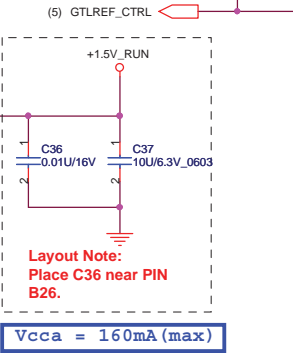 (5) GTLREF_CTRL
+1.5V_RUN
1
1
C36
0.01U/16V
C37
10U/6.3V_0603
2
2
Layout Note:
Place C36 near PIN
B26.
Vcca = 160mA(max)